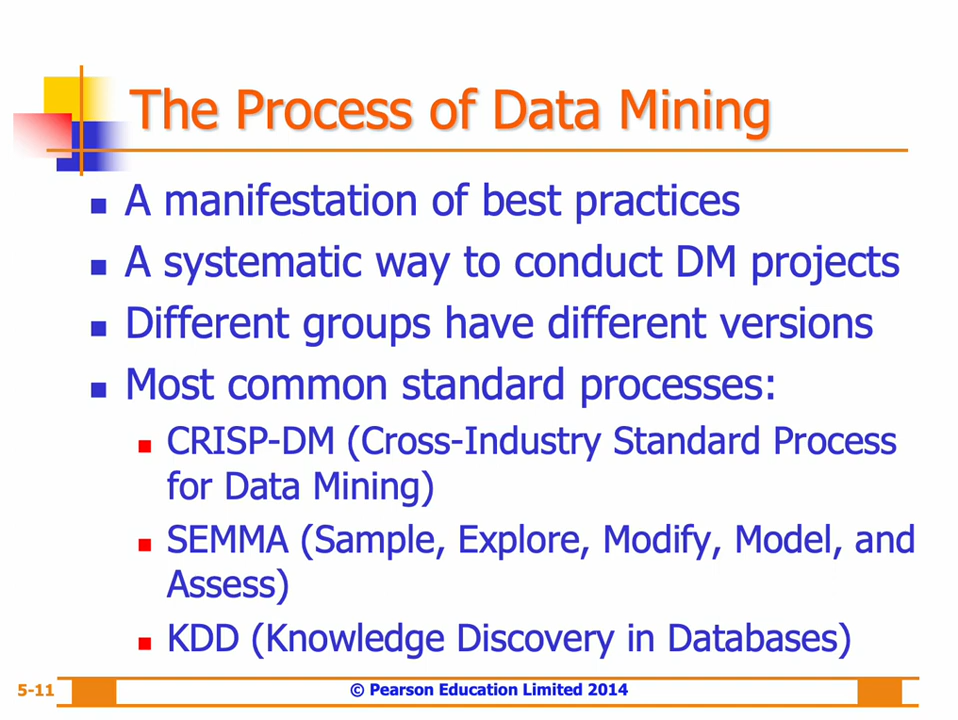 The Process of Data Mining
A manifestation of best practices
A systematic way to conduct DM projects
Different groups have different versions
Most common standard processes:
CRISP-DM (Cross-Industry Standard Process
for Data Mining)
SEMMA (Sample, Explore, Modify, Model, and
Assess)
KDD (Knowledge Discovery in Databases)
5-11
© Pearson Education Limited 2014